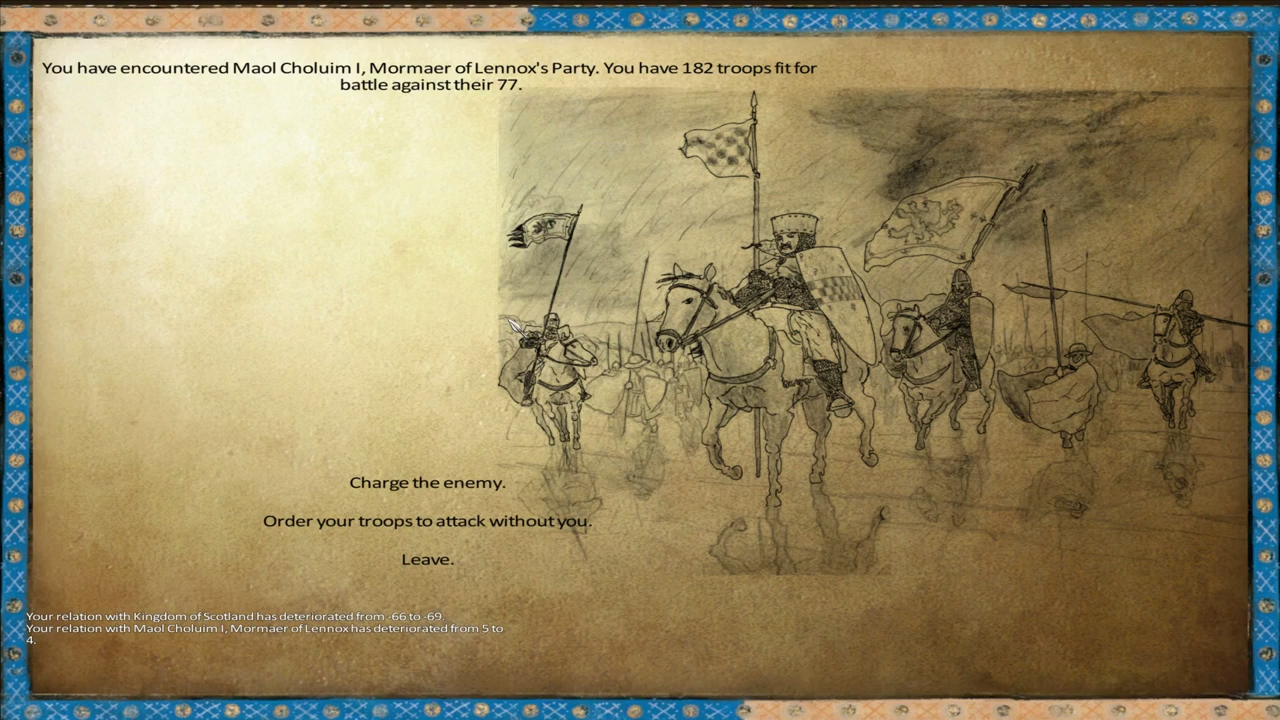 You have encountered Maol Choluim I, Mormaer of Lennox's Party. You have 182 troops fit for
battle against their 77.
Charge the enemy.
Order your troops to attack without you.
Leave.
Your relation with Kingdom of Scotland has deteriorated from -66 to -69.
Your relation with Maol Choluim I, Mormaer of Lennox has deteriorated from 5 to
4.